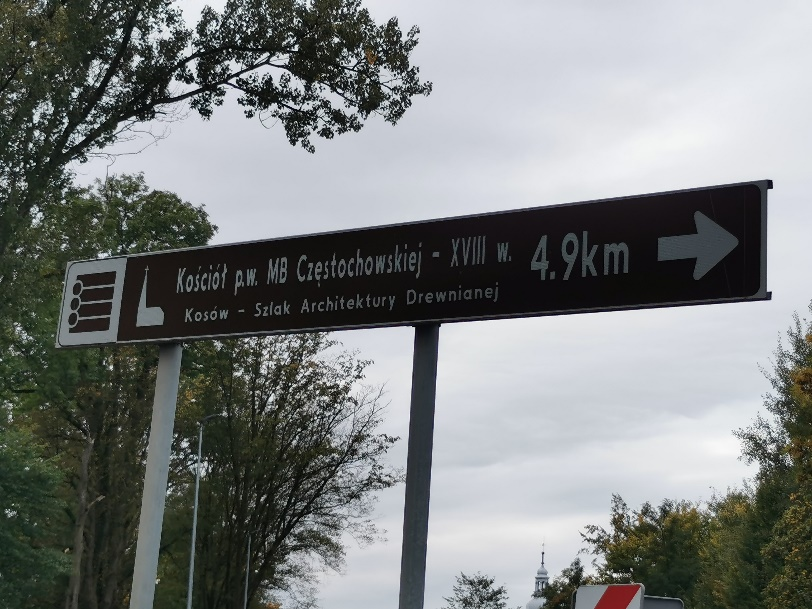 Kościół p.w. MB Częstochowskiej - XVIII w. 4.9km
Kosów - Szlak Architektury Drewnianej